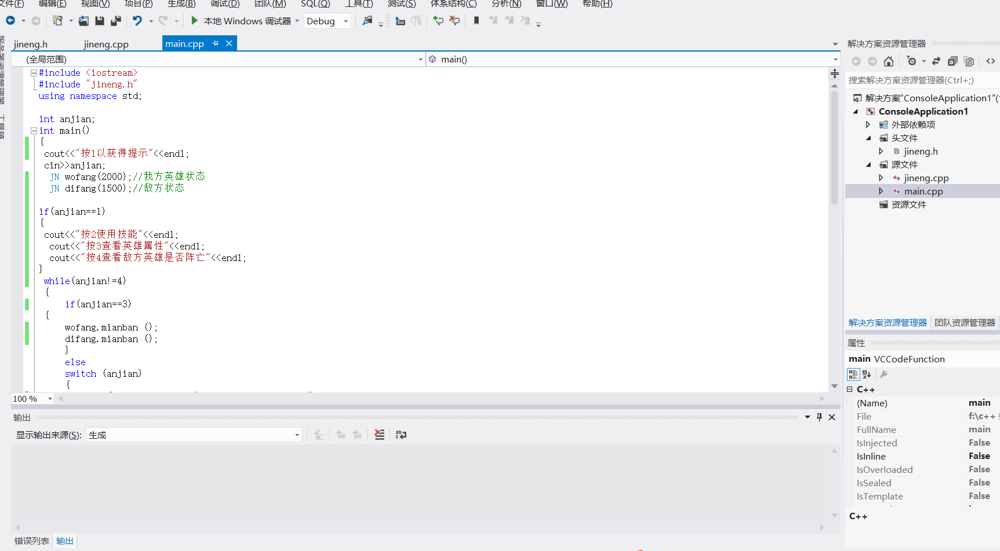 文件(F) 编辑(E) 视图(V) 项目(P) 生成(B) 调试(D) 团队(M) SQL(Q) 工具(T) 测试(S) 体系结构(C) 分析(N) 窗口(W) 帮助(H)
本地 Windows 调试器 Debug
服务器资源管理器
工具箱
jineng.h jineng.cpp main.cpp
(全局范围) main()
#include <iostream>
#include "jineng.h"
using namespace std;
int anjian;
int main()
{
cout<<"按1以获得提示"<<endl;
cin>>anjian;
JN wofang(2000);//我方英雄状态
JN difang(1500);//敌方状态
if(anjian==1)
{
cout<<"按2使用技能"<<endl;
cout<<"按3查看英雄属性"<<endl;
cout<<"按4查看敌方英雄是否阵亡"<<endl;
}
while(anjian!=4)
{
if(anjian==3)
{
wofang.mianban ();
difang.mianban ();
}
else
switch (anjian)
{
100 %
输出
显示输出来源(S): 生成
错误列表 输出
解决方案资源管理器
搜索解决方案资源管理器(Ctrl+;)
解决方案"ConsoleApplication1"(
ConsoleApplication1
外部依赖项
头文件
jineng.h
源文件
jineng.cpp
main.cpp
资源文件
解决方案资源管理器 团队资源管理器
属性
main VCCodeFunction
C++
(Name) main
File f:\c++
FullName main
IsInjected False
IsInline False
IsOverloaded False
IsSealed False
IsTemplate False
C++